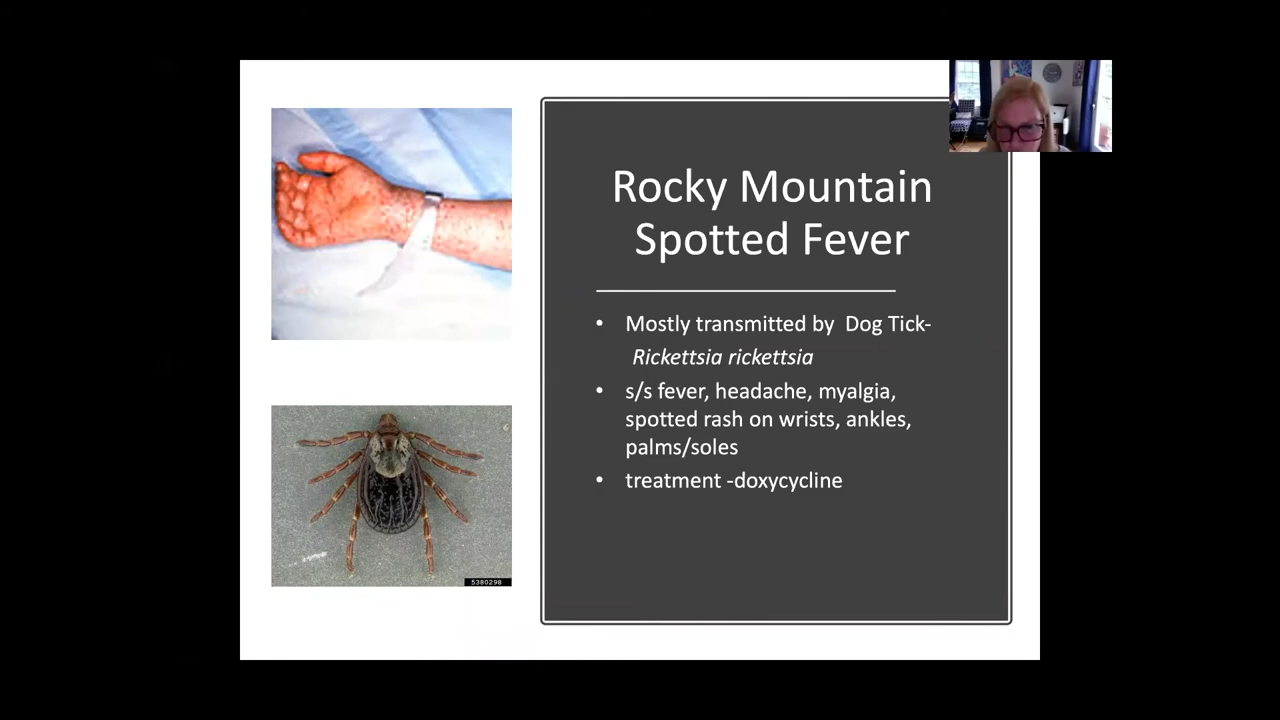 Rocky Mountain
Spotted Fever
• Mostly transmitted by Dog Tick-
Rickettsia rickettsia
• s/s fever, headache, myalgia,
spotted rash on wrists, ankles,
palms/soles
• treatment -doxycycline
5380298